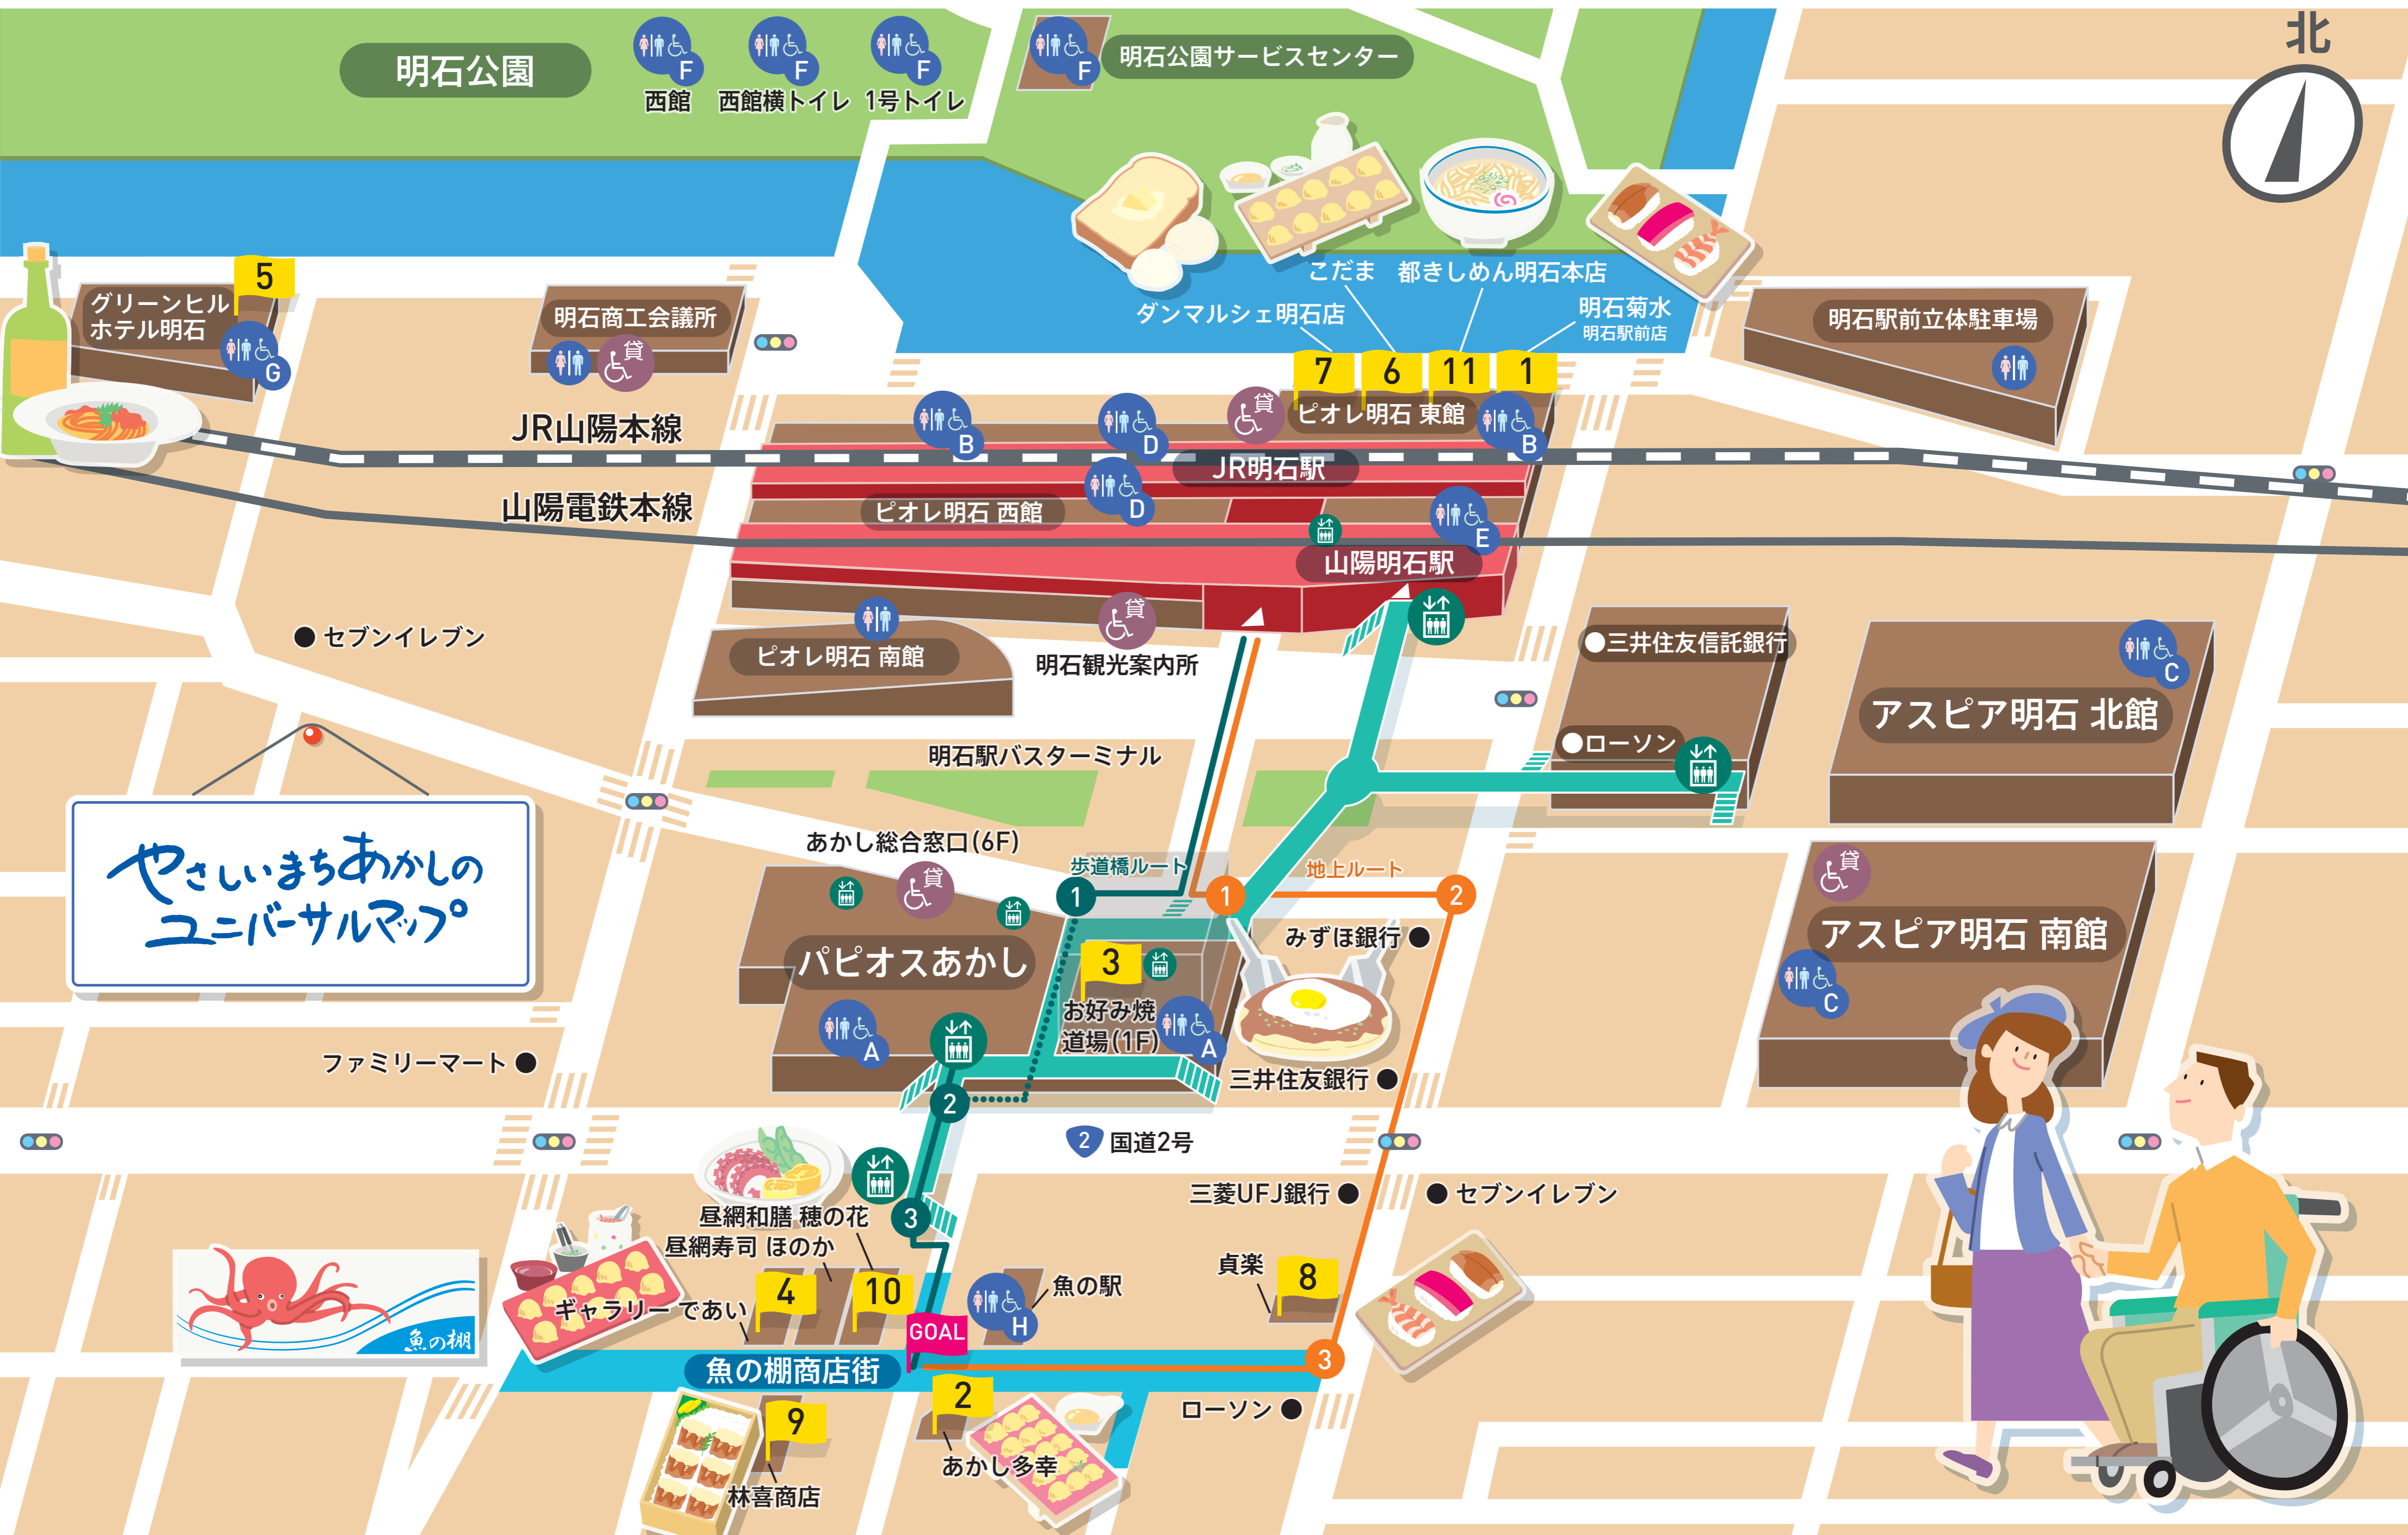 北
明石公園
F
西館
F
西館横トイレ
F
1号トイレ
F
明石公園サービスセンター
こだま
都きしめん明石本店
ダンマルシェ明石店
明石菊水
明石駅前店
5
グリーンヒル
ホテル明石
G
明石商工会議所
貸
7
6
11
1
明石駅前立体駐車場
貸
ピオレ明石 東館
B
D
B
JR山陽本線
JR明石駅
D
ピオレ明石 西館
山陽電鉄本線
E
山陽明石駅
貸
セブンイレブン
ピオレ明石 南館
明石観光案内所
三井住友信託銀行
C
アスピア明石 北館
ローソン
明石駅バスターミナル
やさしいまちあかしの
ユニバーサルマップ
あかし総合窓口(6F)
貸
歩道橋ルート
地上ルート
1
1
2
貸
アスピア明石 南館
C
パピオスあかし
3
お好み焼
道場(1F)
A
A
みずほ銀行
三井住友銀行
ファミリーマート
2
2
国道2号
三菱UFJ銀行
セブンイレブン
3
昼網和膳 穂の花
昼網寿司 ほのか
ギャラリー であい
4
10
H
魚の駅
貞楽
8
GOAL
魚の棚
魚の棚商店街
3
2
あかし多幸
9
林喜商店
ローソン